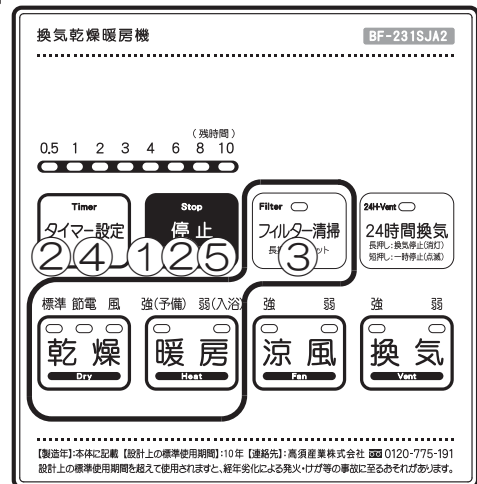 換気乾燥暖房機 BF-231SJA2
(残時間)
0.5 1 2 3 4 6 8 10
Timer
タイマー設定
②④
Stop
停止
①②⑤
Filter
フィルター清掃
③
24H-Vent
24時間換気
長押し:換気停止(消灯)
短押し:一時停止(点滅)
標準 節電 風
乾燥
Dry
強(予備) 弱(入浴)
暖房
Heat
強 弱
涼風
Fan
強 弱
換気
Vent
【製造年】:本体に記載【設計上の標準使用期間】:10年【連絡先】:高須産業株式会社 0120-775-191
設計上の標準使用期間を超えて使用されますと、経年劣化による発火・けが等の事故に至るおそれがあります。